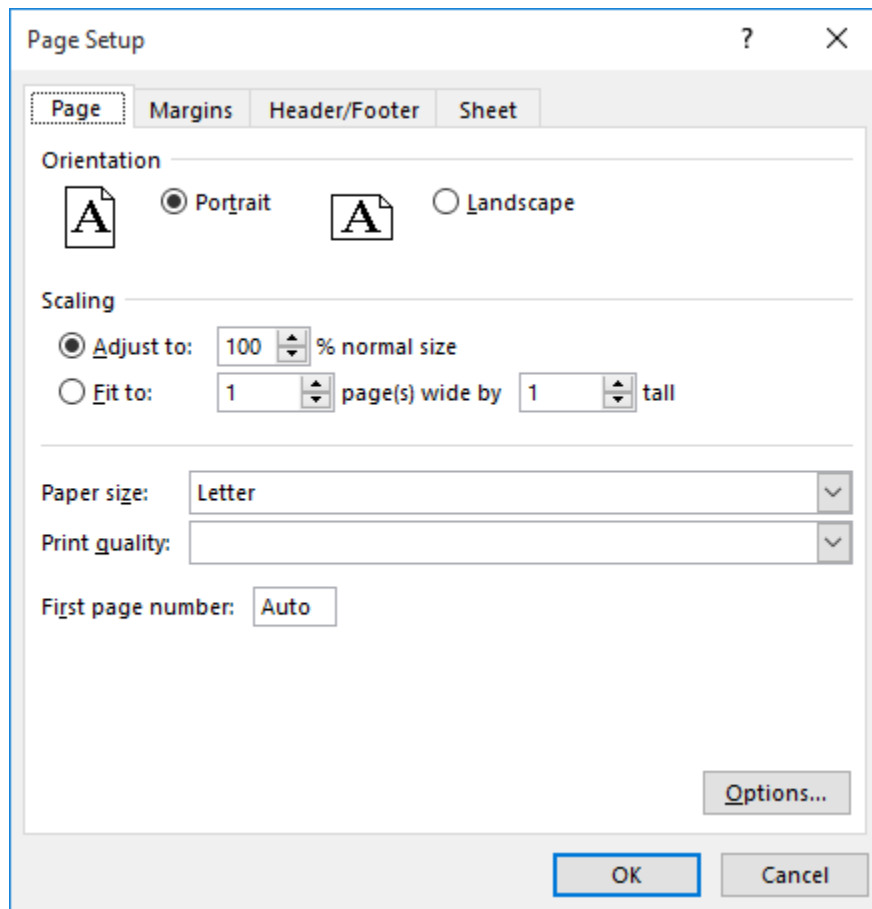 Page Setup ?
Page Margins Header/Footer Sheet
Orientation
A Portrait A Landscape
Scaling
Adjust to: 100 % normal size
Fit to: 1 page(s) wide by 1 tall
Paper size: Letter
Print quality:
First page number: Auto
Options...
OK Cancel